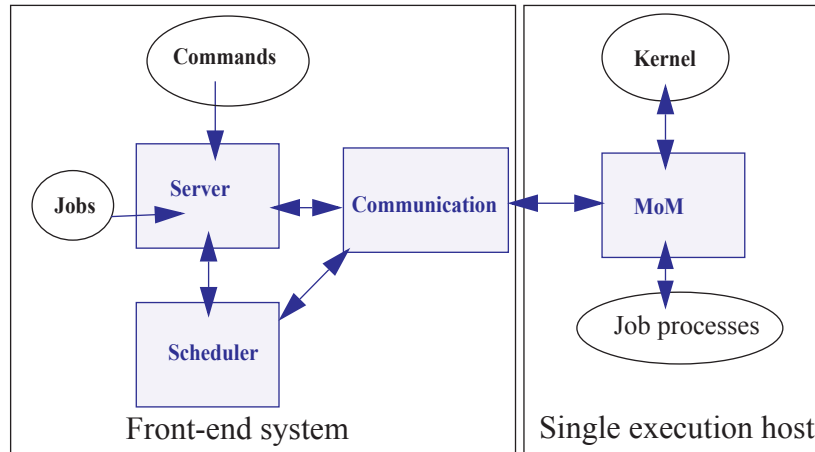 Commands
Kernel
Server
Jobs
Communication
MoM
Scheduler
Job processes
Front-end system
Single execution host